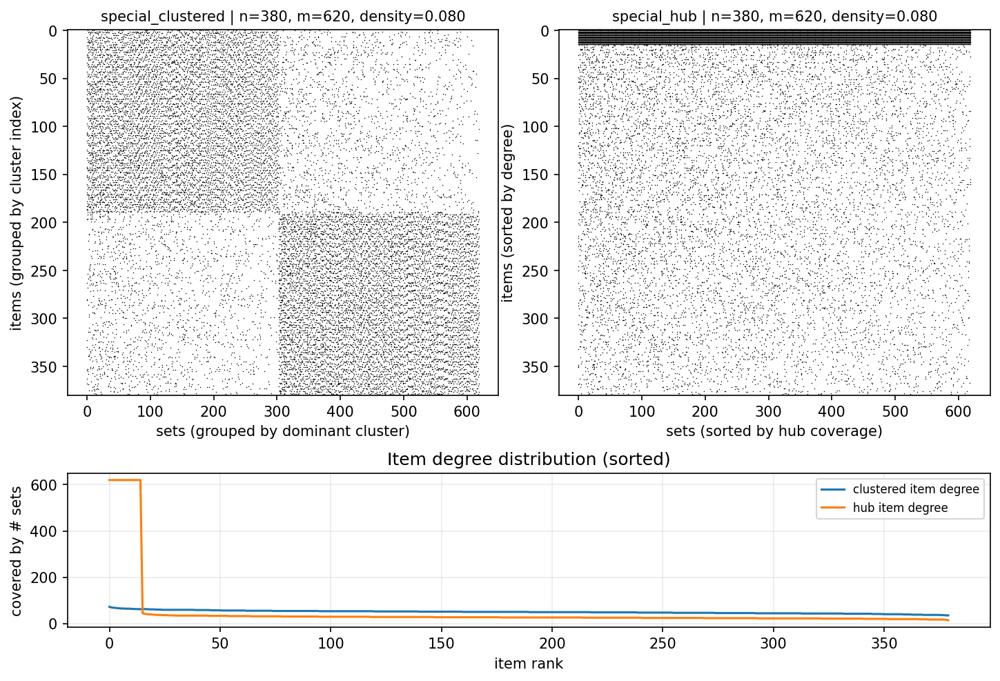 special_clustered | n=380, m=620, density=0.080
items (grouped by cluster index)
0
50
100
150
200
250
300
350
0 100 200 300 400 500 600
sets (grouped by dominant cluster)
special_hub | n=380, m=620, density=0.080
items (sorted by degree)
0
50
100
150
200
250
300
350
0 100 200 300 400 500 600
sets (sorted by hub coverage)
Item degree distribution (sorted)
covered by # sets
600
400
200
0
clustered item degree
hub item degree
0 50 100 150 200 250 300 350
item rank